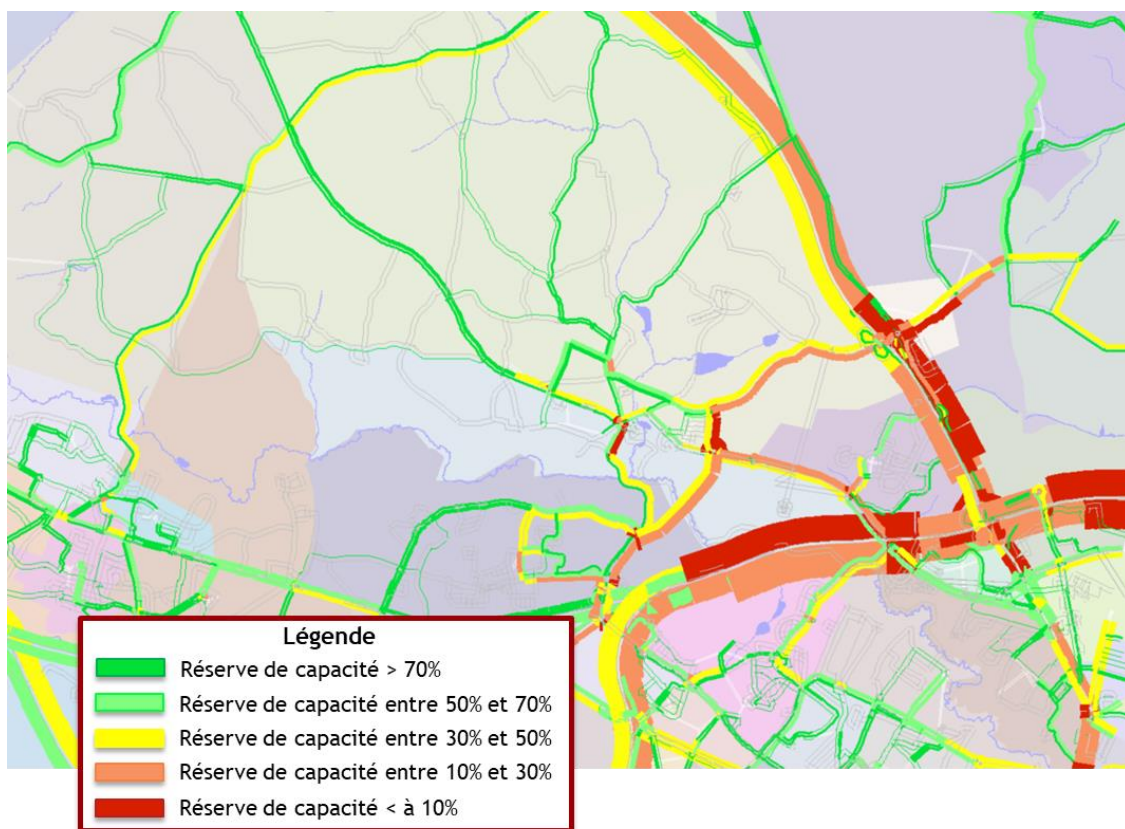 Légende
Réserve de capacité > 70%
Réserve de capacité entre 50% et 70%
Réserve de capacité entre 30% et 50%
Réserve de capacité entre 10% et 30%
Réserve de capacité < à 10%